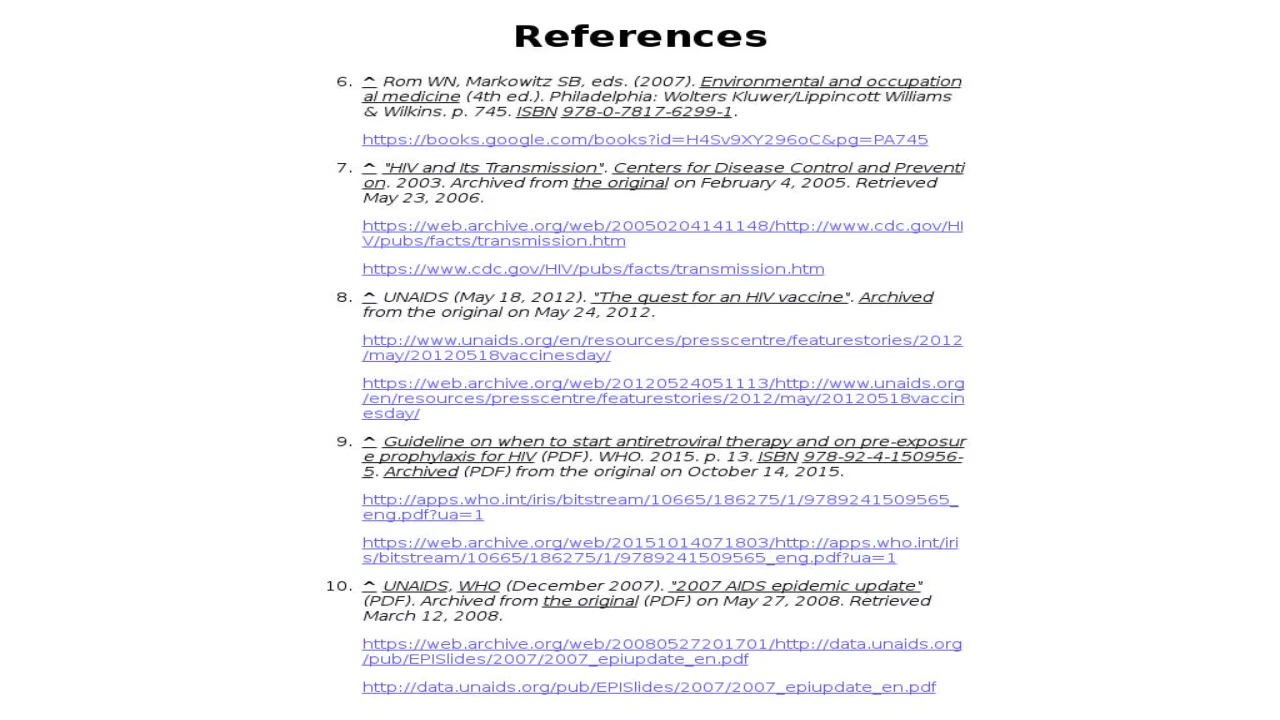 References
6. ^ Rom WN, Markowitz SB, eds. (2007). Environmental and occupation
al medicine (4th ed.). Philadelphia: Wolters Kluwer/Lippincott Williams
& Wilkins. p. 745. ISBN 978-0-7817-6299-1.
https://books.google.com/books?id=H4Sv9XY296oC&pg=PA745
7. ^ "HIV and Its Transmission". Centers for Disease Control and Preventi
on. 2003. Archived from the original on February 4, 2005. Retrieved
May 23, 2006.
https://web.archive.org/web/20050204141148/http://www.cdc.gov/HI
V/pubs/facts/transmission.htm
https://www.cdc.gov/HIV/pubs/facts/transmission.htm
8. ^ UNAIDS (May 18, 2012). "The quest for an HIV vaccine". Archived
from the original on May 24, 2012.
http://www.unaids.org/en/resources/presscentre/featurestories/2012
/may/20120518vaccinesday/
https://web.archive.org/web/20120524051113/http://www.unaids.org
/en/resources/presscentre/featurestories/2012/may/20120518vaccin
esday/
9. ^ Guideline on when to start antiretroviral therapy and on pre-exposur
e prophylaxis for HIV (PDF). WHO. 2015. p. 13. ISBN 978-92-4-150956-
5. Archived (PDF) from the original on October 14, 2015.
http://apps.who.int/iris/bitstream/10665/186275/1/9789241509565_
eng.pdf?ua=1
https://web.archive.org/web/20151014071803/http://apps.who.int/iri
s/bitstream/10665/186275/1/9789241509565_eng.pdf?ua=1
10. ^ UNAIDS, WHO (December 2007). "2007 AIDS epidemic update"
(PDF). Archived from the original (PDF) on May 27, 2008. Retrieved
March 12, 2008.
https://web.archive.org/web/20080527201701/http://data.unaids.org
/pub/EPISlides/2007/2007_epiupdate_en.pdf
http://data.unaids.org/pub/EPISlides/2007/2007_epiupdate_en.pdf